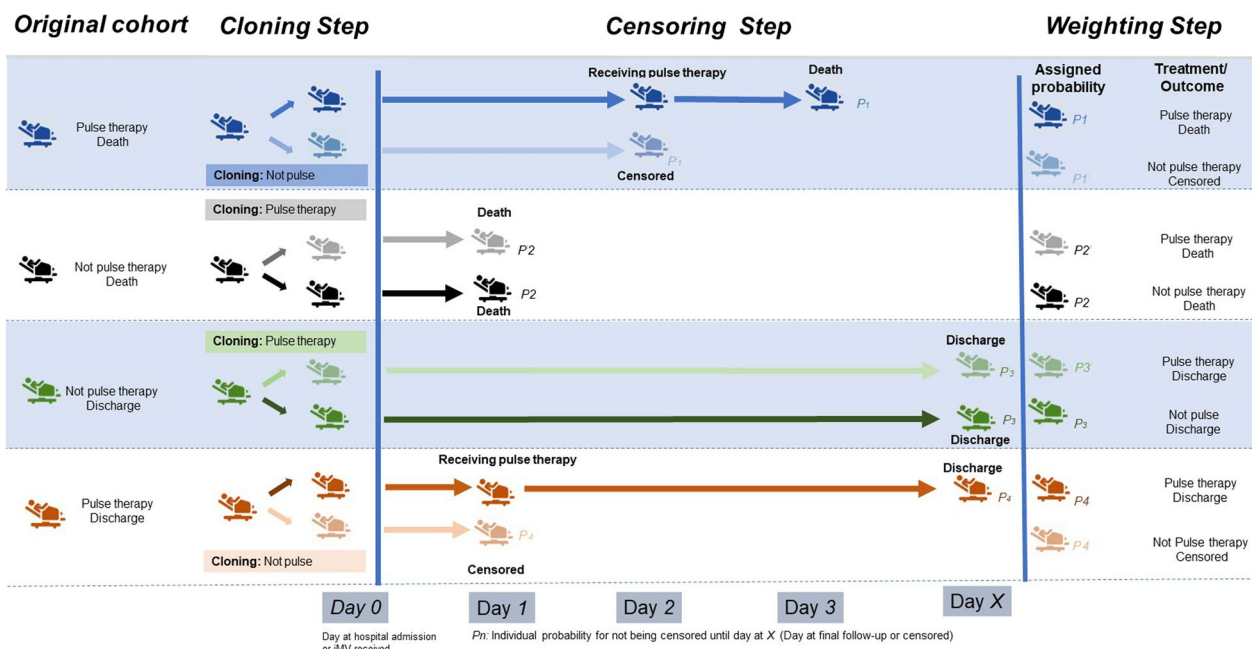 Original cohort
Cloning Step
Censoring Step
Weighting Step
Assigned
probability
Treatment/
Outcome
Receiving pulse therapy
Death
Pulse therapy
Death
P1
P1
Pulse therapy
Death
P1
Censored
P1
Not pulse therapy
Censored
Cloning: Not pulse
Cloning: Pulse therapy
Death
Not pulse therapy
Death
P2
P2
Pulse therapy
Death
P2
Death
P2
Not pulse therapy
Death
Cloning: Pulse therapy
Discharge
Not pulse therapy
Discharge
P3
P3
Pulse therapy
Discharge
P3
Discharge
P3
Not pulse
Discharge
Receiving pulse therapy
Discharge
Pulse therapy
Discharge
P4
P4
Pulse therapy
Discharge
P4
Censored
P4
Not Pulse therapy
Censored
Cloning: Not pulse
Day 0
Day 1
Day 2
Day 3
Day X
Day at hospital admission
or iMV received
Pn: Individual probability for not being censored until day at X (Day at final follow-up or censored)